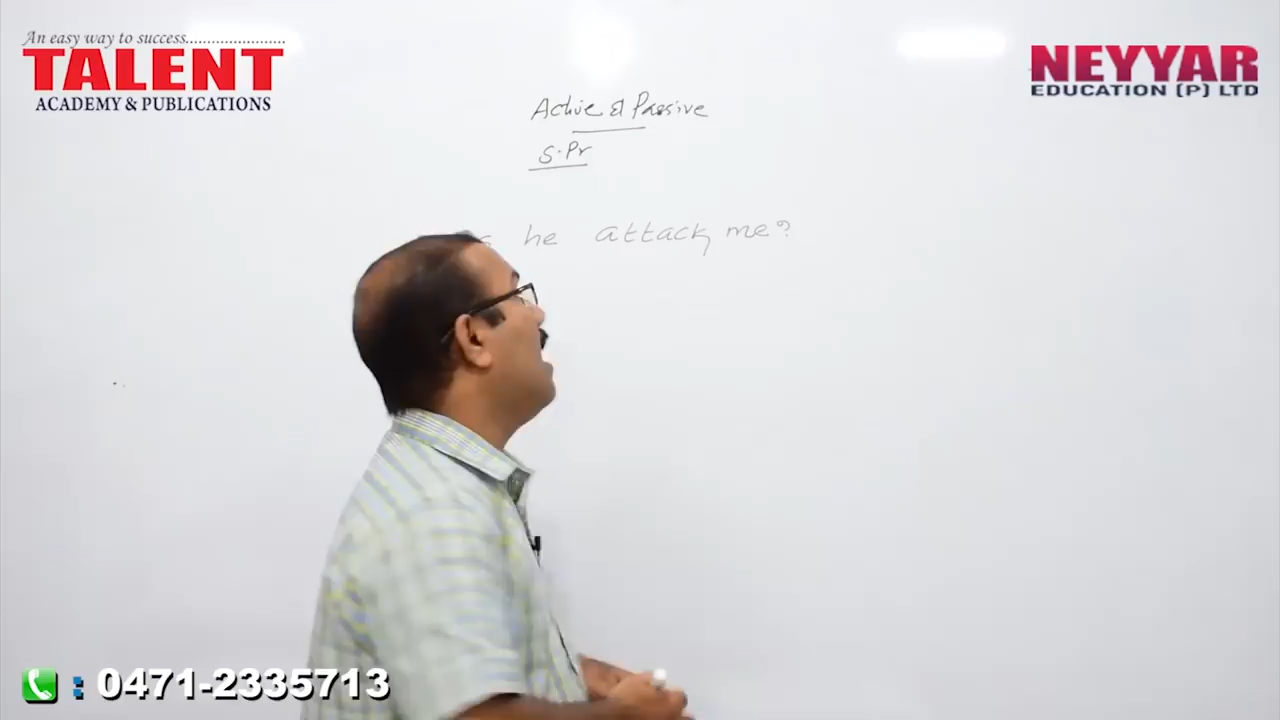 An easy way to success........................
TALENT
ACADEMY & PUBLICATIONS
NEYYAR
EDUCATION (P) LTD
Active & Passive
S.Pr
he attack me?
: 0471-2335713